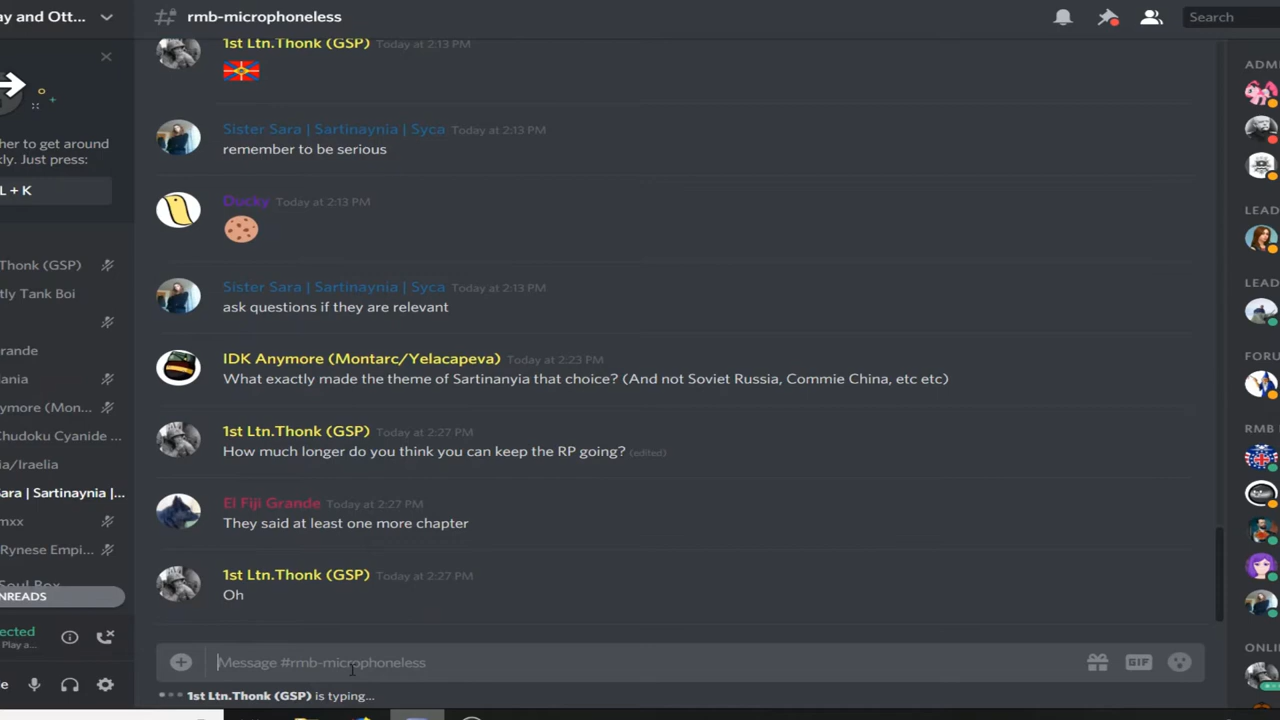 ay and Ott...
rmb-microphoneless
Search
1st Ltn.Thonk (GSP) Today at 2:13 PM
Sister Sara | Sartinaynia | Syca Today at 2:13 PM
remember to be serious
Ducky Today at 2:13 PM
Sister Sara | Sartinaynia | Syca Today at 2:13 PM
ask questions if they are relevant
IDK Anymore (Montarc/Yelacapeva) Today at 2:23 PM
What exactly made the theme of Sartinanyia that choice? (And not Soviet Russia, Commie China, etc etc)
1st Ltn.Thonk (GSP) Today at 2:27 PM
How much longer do you think you can keep the RP going? (edited)
El Fiji Grande Today at 2:27 PM
They said at least one more chapter
1st Ltn.Thonk (GSP) Today at 2:27 PM
Oh
Message #rmb-microphoneless
GIF
1st Ltn.Thonk (GSP) is typing...
her to get around
kly. Just press:
L + K
Thonk (GSP)
tly Tank Boi
rande
ania
ymore (Mon...
Chudoku Cyanide ...
ia/Iraelia
Sara | Sartinaynia |...
mxx
Rynese Empi...
Soul Box
NREADS
ected
Play a...
e
ADMI
LEAD
LEAD
FORU
RMB
ONLI